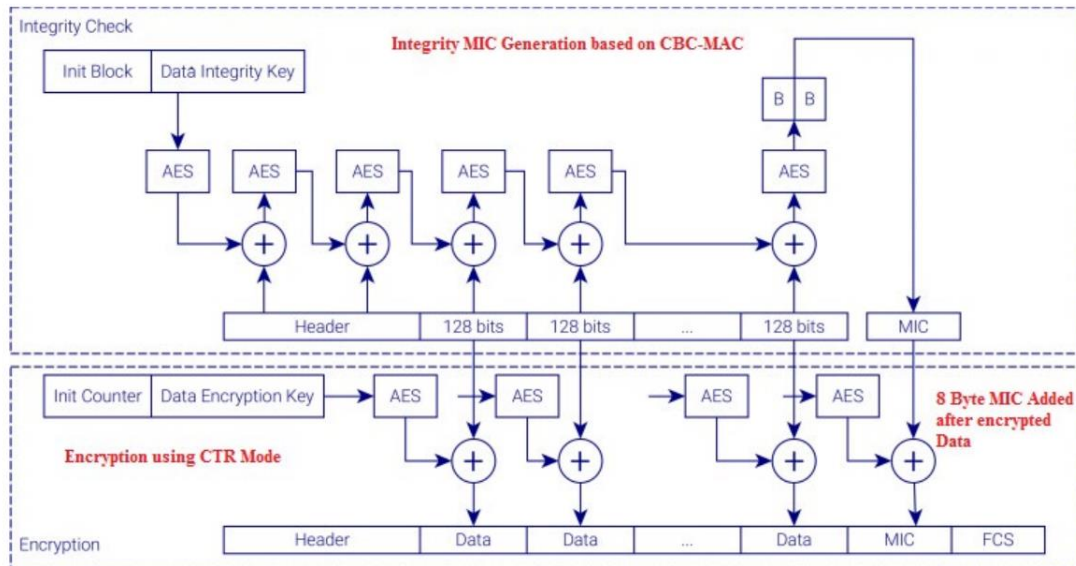 Integrity Check
Integrity MIC Generation based on CBC-MAC
Init Block Data Integrity Key
B B
AES AES AES AES AES AES
+ + + + + +
Header 128 bits 128 bits ... 128 bits MIC
Init Counter Data Encryption Key AES AES AES AES
8 Byte MIC Added
after encrypted
Data
Encryption using CTR Mode
+ + + +
Encryption
Header Data Data ... Data MIC FCS